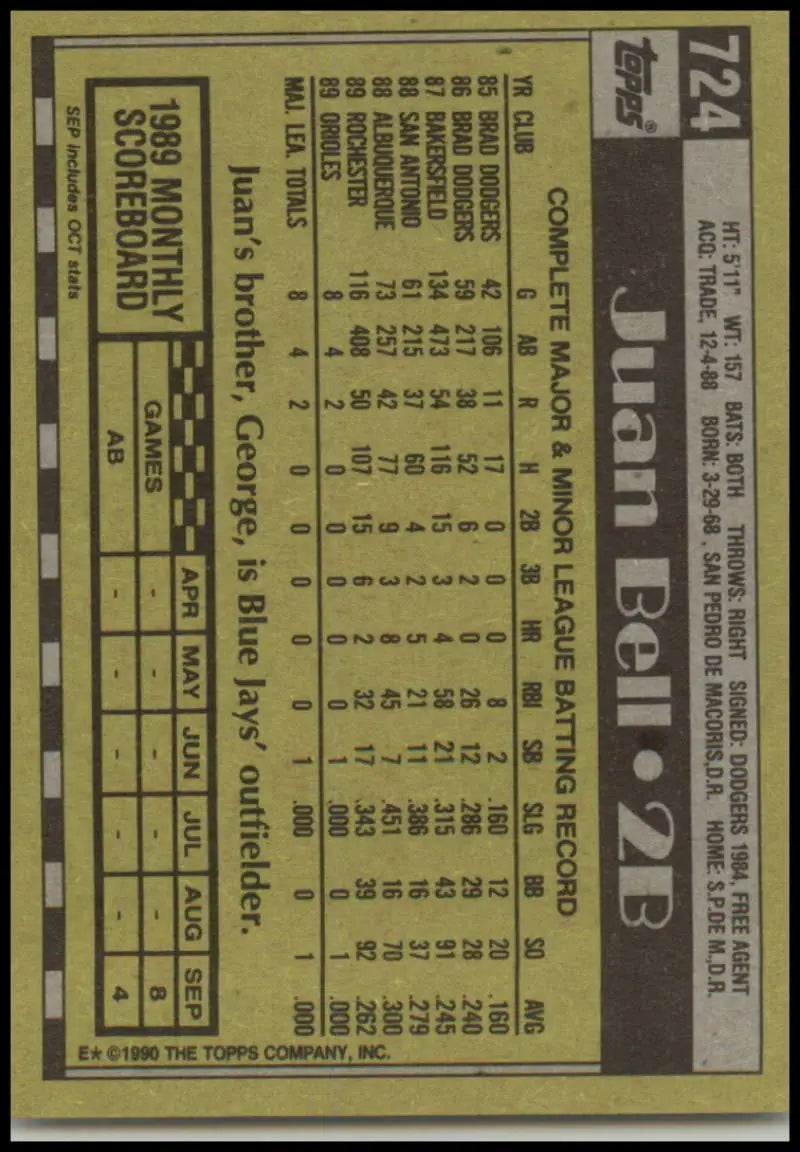 724
HT: 5'11" WT: 157 BATS: BOTH THROWS: RIGHT SIGNED: DODGERS 1984, FREE AGENT
ACQ: TRADE, 12-4-88 BORN: 3-29-68, SAN PEDRO DE MACORIS,D.R. HOME: S.P.DE M.,D.R.
Topps®
Juan Bell • 2B
COMPLETE MAJOR & MINOR LEAGUE BATTING RECORD
YR CLUB G AB R H 2B 3B HR RBI SB SLG BB SO AVG
85 BRAD DODGERS 42 106 11 17 0 0 0 8 2 .160 12 20 .160
86 BRAD DODGERS 59 217 38 52 6 2 0 26 12 .286 29 28 .240
87 BAKERSFIELD 134 473 54 116 15 3 4 58 21 .315 43 91 .245
88 SAN ANTONIO 61 215 37 60 4 2 5 21 11 .386 16 37 .279
88 ALBUQUERQUE 73 257 42 77 9 3 8 45 7 .451 16 70 .300
89 ROCHESTER 116 408 50 107 15 6 2 32 17 .343 39 92 .262
89 ORIOLES 8 4 2 0 0 0 0 0 1 .000 0 1 .000
MAJ. LEA. TOTALS 8 4 2 0 0 0 0 0 1 .000 0 1 .000
Juan's brother, George, is Blue Jays' outfielder.
1989 MONTHLY
SCOREBOARD
APR MAY JUN JUL AUG SEP
GAMES - - - - - 8
AB - - - - - 4
SEP includes OCT stats
E* ©1990 THE TOPPS COMPANY, INC.